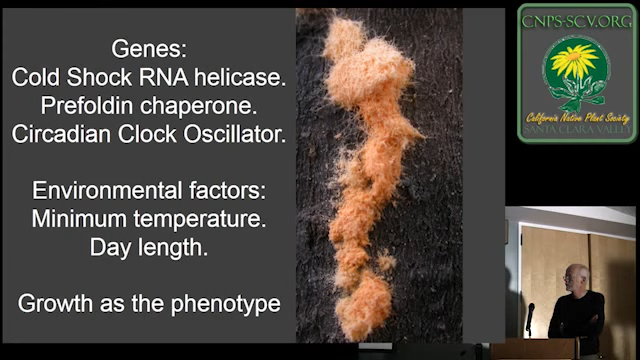 Genes:
Cold Shock RNA helicase.
Prefoldin chaperone.
Circadian Clock Oscillator.
Environmental factors:
Minimum temperature.
Day length.
Growth as the phenotype
CNPS-SCV.ORG
California Native Plant Society
SANTA CLARA VALLEY